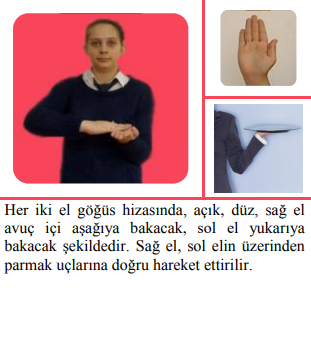 Her iki el göğüs hizasında, açık, düz, sağ el
avuç içi aşağıya bakacak, sol el yukarıya
bakacak şekildedir. Sağ el, sol elin üzerinden
parmak uçlarına doğru hareket ettirilir.